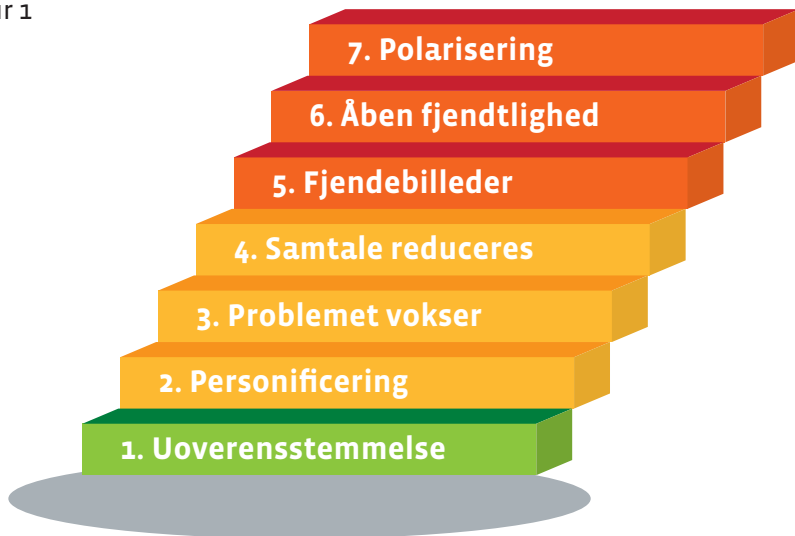 7. Polarisering
6. Åben fjendtlighed
5. Fjendebilleder
4. Samtale reduceres
3. Problemet vokser
2. Personificering
1. Uoverensstemmelse